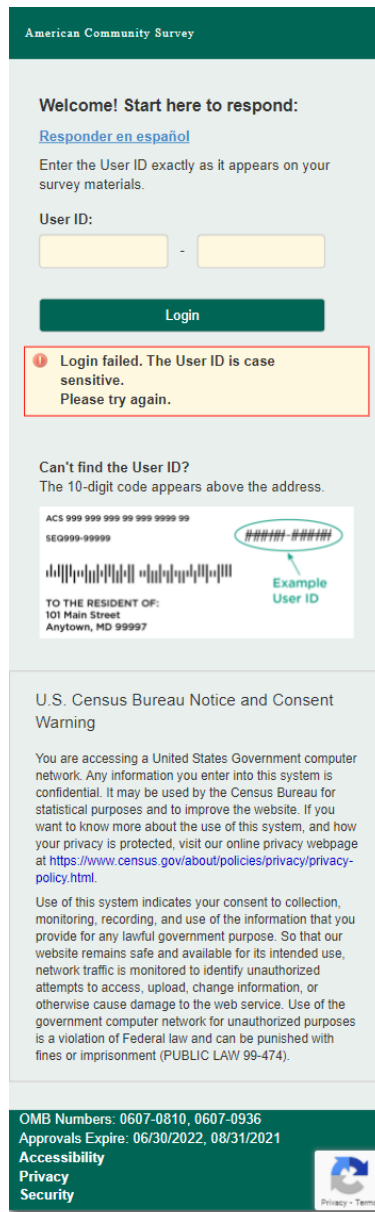 American Community Survey
Welcome! Start here to respond:
Responder en español
Enter the User ID exactly as it appears on your
survey materials.
User ID:
-
Login
Login failed. The User ID is case
sensitive.
Please try again.
Can't find the User ID?
The 10-digit code appears above the address.
ACS 999 999 999 99 999 9999 99
SEQ999-99999
#####-#####
Example
User ID
TO THE RESIDENT OF:
101 Main Street
Anytown, MD 99997
U.S. Census Bureau Notice and Consent
Warning
You are accessing a United States Government computer
network. Any information you enter into this system is
confidential. It may be used by the Census Bureau for
statistical purposes and to improve the website. If you
want to know more about the use of this system, and how
your privacy is protected, visit our online privacy webpage
at https://www.census.gov/about/policies/privacy/privacy-
policy.html.
Use of this system indicates your consent to collection,
monitoring, recording, and use of the information that you
provide for any lawful government purpose. So that our
website remains safe and available for its intended use,
network traffic is monitored to identify unauthorized
attempts to access, upload, change information, or
otherwise cause damage to the web service. Use of the
government computer network for unauthorized purposes
is a violation of Federal law and can be punished with
fines or imprisonment (PUBLIC LAW 99-474).
OMB Numbers: 0607-0810, 0607-0936
Approvals Expire: 06/30/2022, 08/31/2021
Accessibility
Privacy
Security
Privacy - Terms